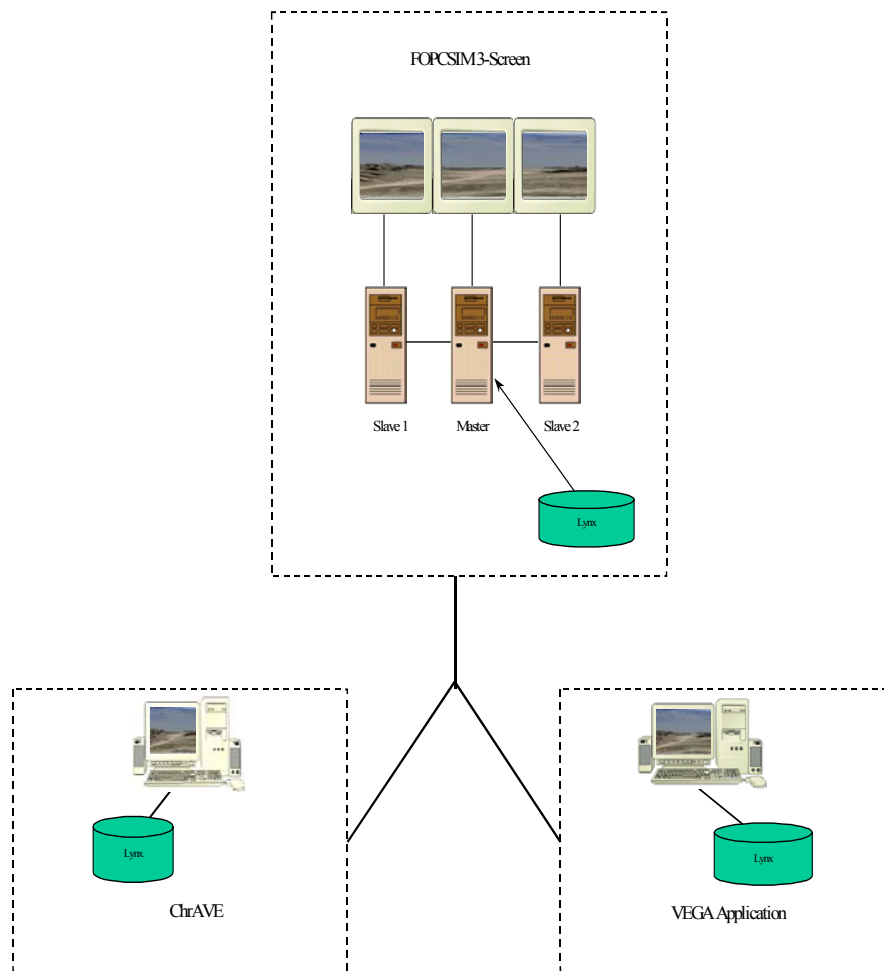 FOPCSIM 3-Screen
Slave 1
Master
Slave 2
Lynx
Lynx
Lynx
ChrAVE
VEGA Application